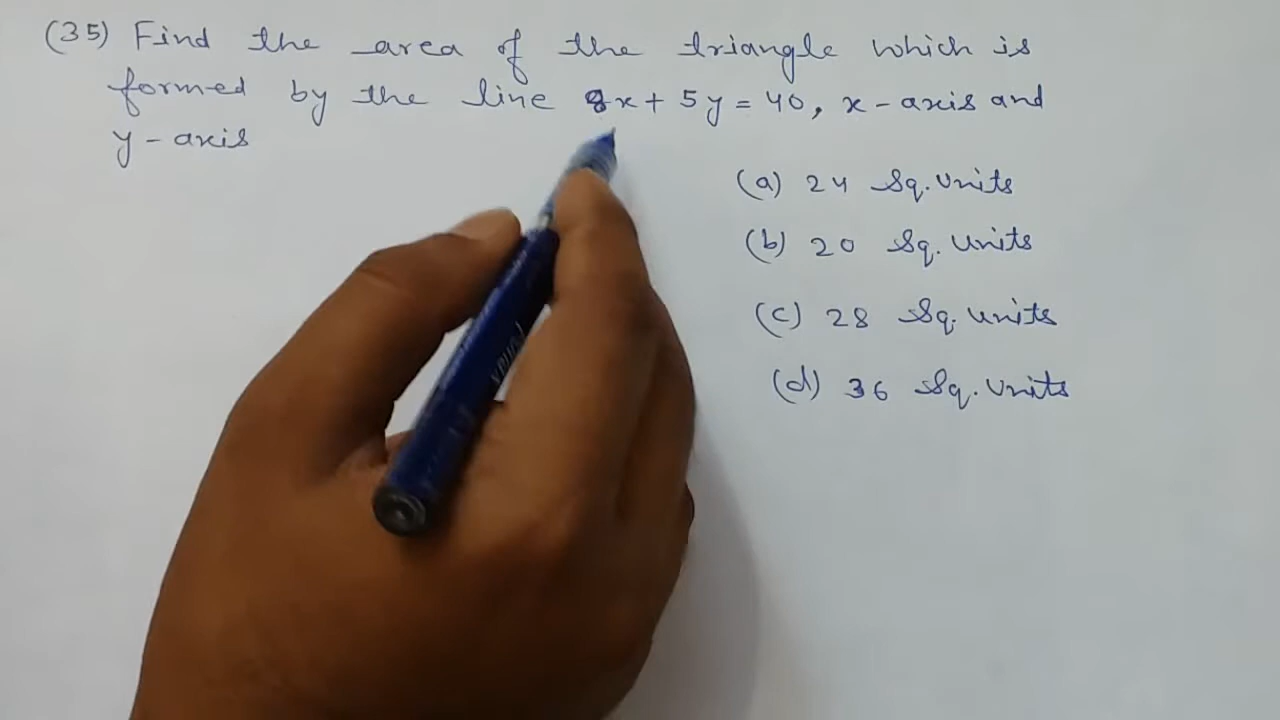 (35) Find the area of the triangle which is
formed by the line 8x + 5y = 40, x-axis and
y-axis
(a) 24 Sq. Units
(b) 20 Sq. Units
(c) 28 Sq. Units
(d) 36 Sq. Units